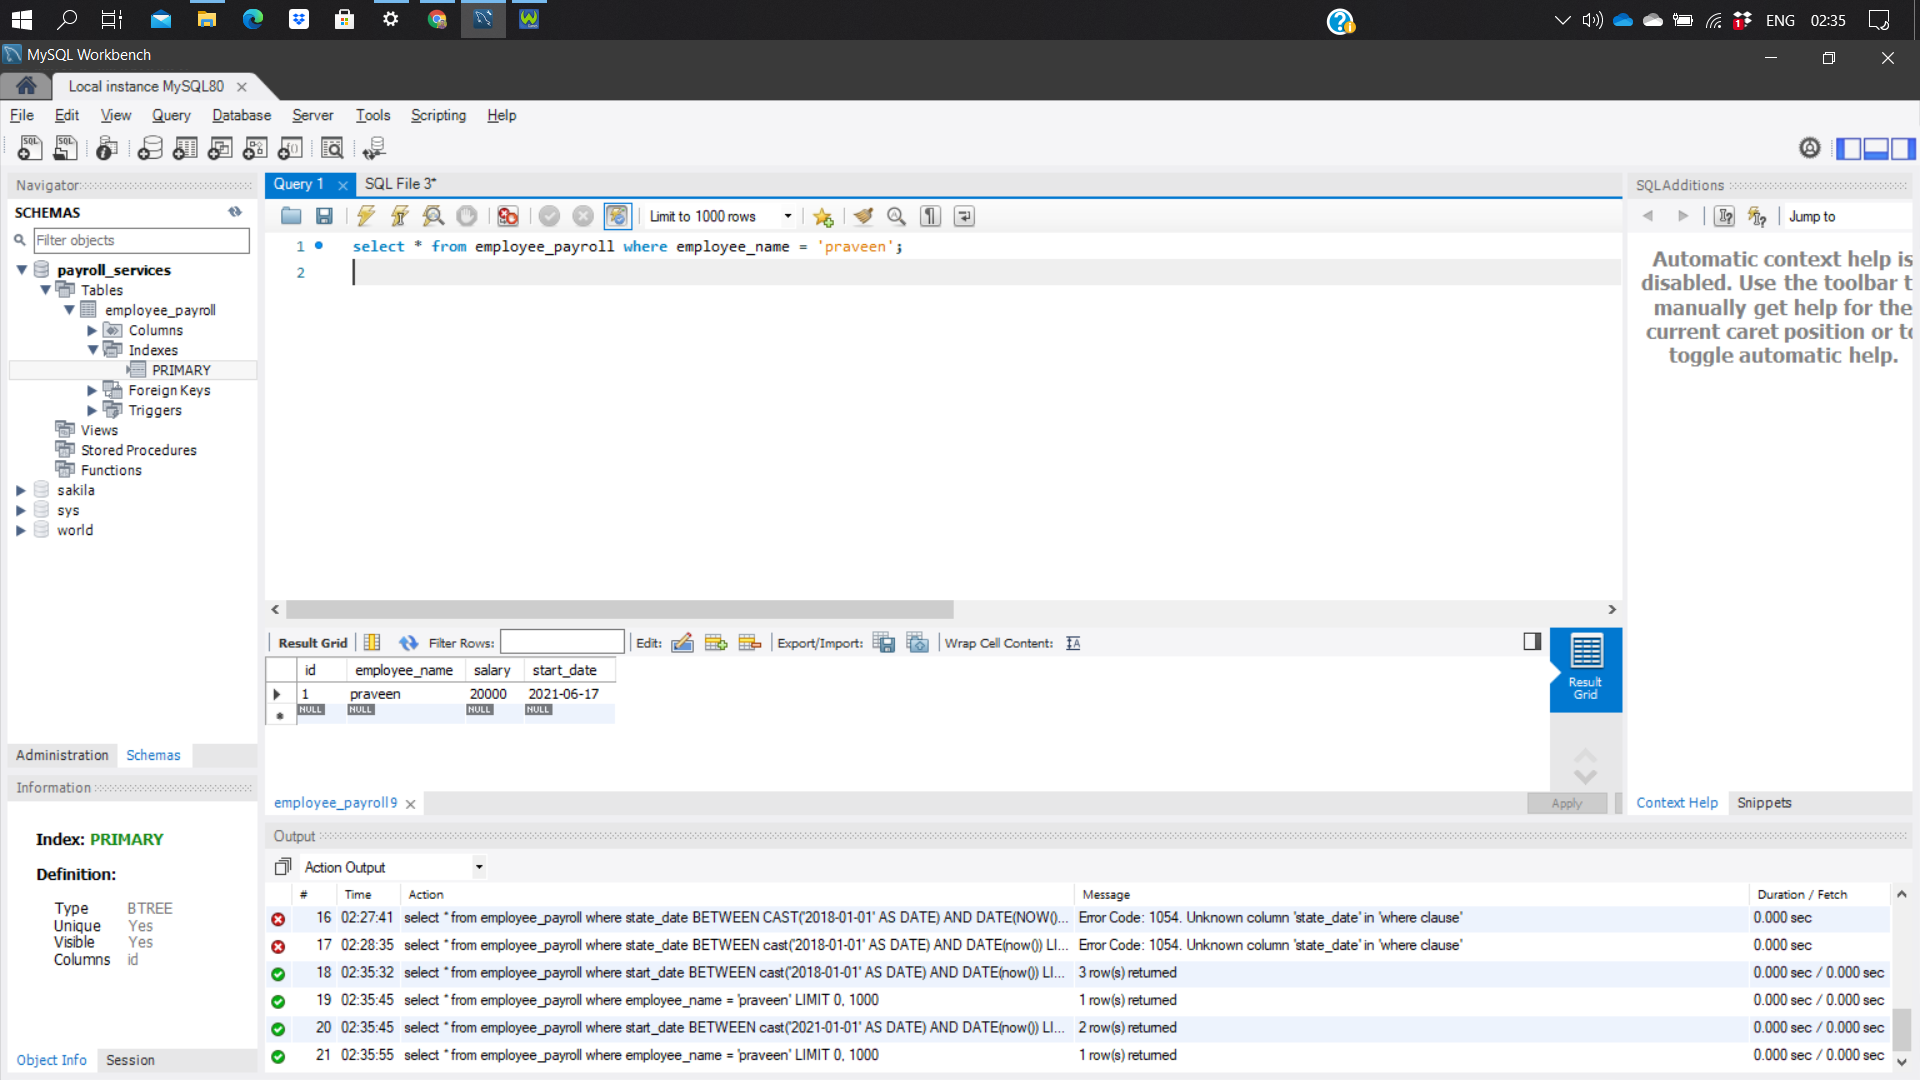 ENG 02:35
MySQL Workbench
Local instance MySQL80
File Edit View Query Database Server Tools Scripting Help
Navigator
SCHEMAS
Filter objects
payroll_services
Tables
employee_payroll
Columns
Indexes
PRIMARY
Foreign Keys
Triggers
Views
Stored Procedures
Functions
sakila
sys
world
Administration Schemas
Information
Index: PRIMARY
Definition:
Type BTREE
Unique Yes
Visible Yes
Columns id
Object Info Session
Query 1 SQL File 3*
Limit to 1000 rows
1 select * from employee_payroll where employee_name = 'praveen';
2
Result Grid Filter Rows: Edit: Export/Import: Wrap Cell Content:
id employee_name salary start_date
1 praveen 20000 2021-06-17
NULL NULL NULL NULL
Result
Grid
employee_payroll 9
Apply
SQLAdditions
Jump to
Automatic context help is
disabled. Use the toolbar t
manually get help for the
current caret position or to
toggle automatic help.
Context Help Snippets
Output
Action Output
# Time Action Message Duration / Fetch
16 02:27:41 select * from employee_payroll where state_date BETWEEN CAST('2018-01-01' AS DATE) AND DATE(NOW()... Error Code: 1054. Unknown column 'state_date' in 'where clause' 0.000 sec
17 02:28:35 select * from employee_payroll where state_date BETWEEN cast('2018-01-01' AS DATE) AND DATE(now()) LI... Error Code: 1054. Unknown column 'state_date' in 'where clause' 0.000 sec
18 02:35:32 select * from employee_payroll where start_date BETWEEN cast('2018-01-01' AS DATE) AND DATE(now()) LI... 3 row(s) returned 0.000 sec / 0.000 sec
19 02:35:45 select * from employee_payroll where employee_name = 'praveen' LIMIT 0, 1000 1 row(s) returned 0.000 sec / 0.000 sec
20 02:35:45 select * from employee_payroll where start_date BETWEEN cast('2021-01-01' AS DATE) AND DATE(now()) LI... 2 row(s) returned 0.000 sec / 0.000 sec
21 02:35:55 select * from employee_payroll where employee_name = 'praveen' LIMIT 0, 1000 1 row(s) returned 0.000 sec / 0.000 sec